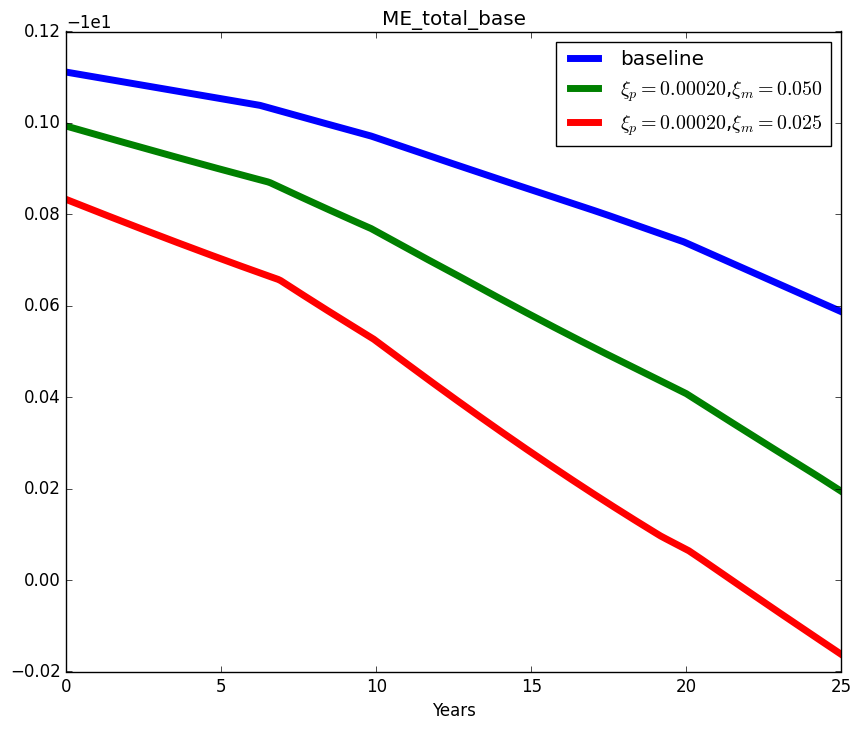 ME_total_base
−1e1
0.12
0.10
0.08
0.06
0.04
0.02
0.00
−0.02
0
5
10
15
20
25
Years
baseline
ξp = 0.00020,ξm = 0.050
ξp = 0.00020,ξm = 0.025